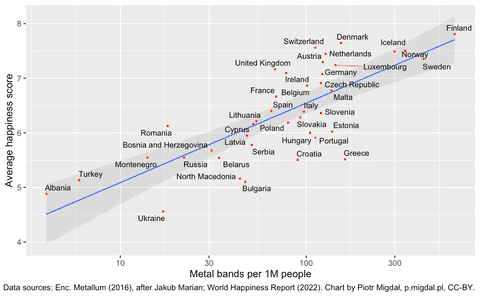 Finland
Denmark
Switzerland
Iceland
Norway
Netherlands
Austria
Sweden
Luxembourg
United Kingdom
Germany
Ireland
Czech Republic
Belgium
France
Malta
Spain
Italy
Slovenia
Lithuania
Poland
Slovakia
Estonia
Romania
Cyprus
Hungary
Portugal
Bosnia and Herzegovina
Latvia
Serbia
Croatia
Greece
Montenegro
Russia
Belarus
Turkey
North Macedonia
Albania
Bulgaria
Ukraine
8
7
6
5
4
Average happiness score
10
30
100
300
Metal bands per 1M people
Data sources: Enc. Metallum (2016), after Jakub Marian; World Happiness Report (2022). Chart by Piotr Migdał, p.migdal.pl, CC-BY.